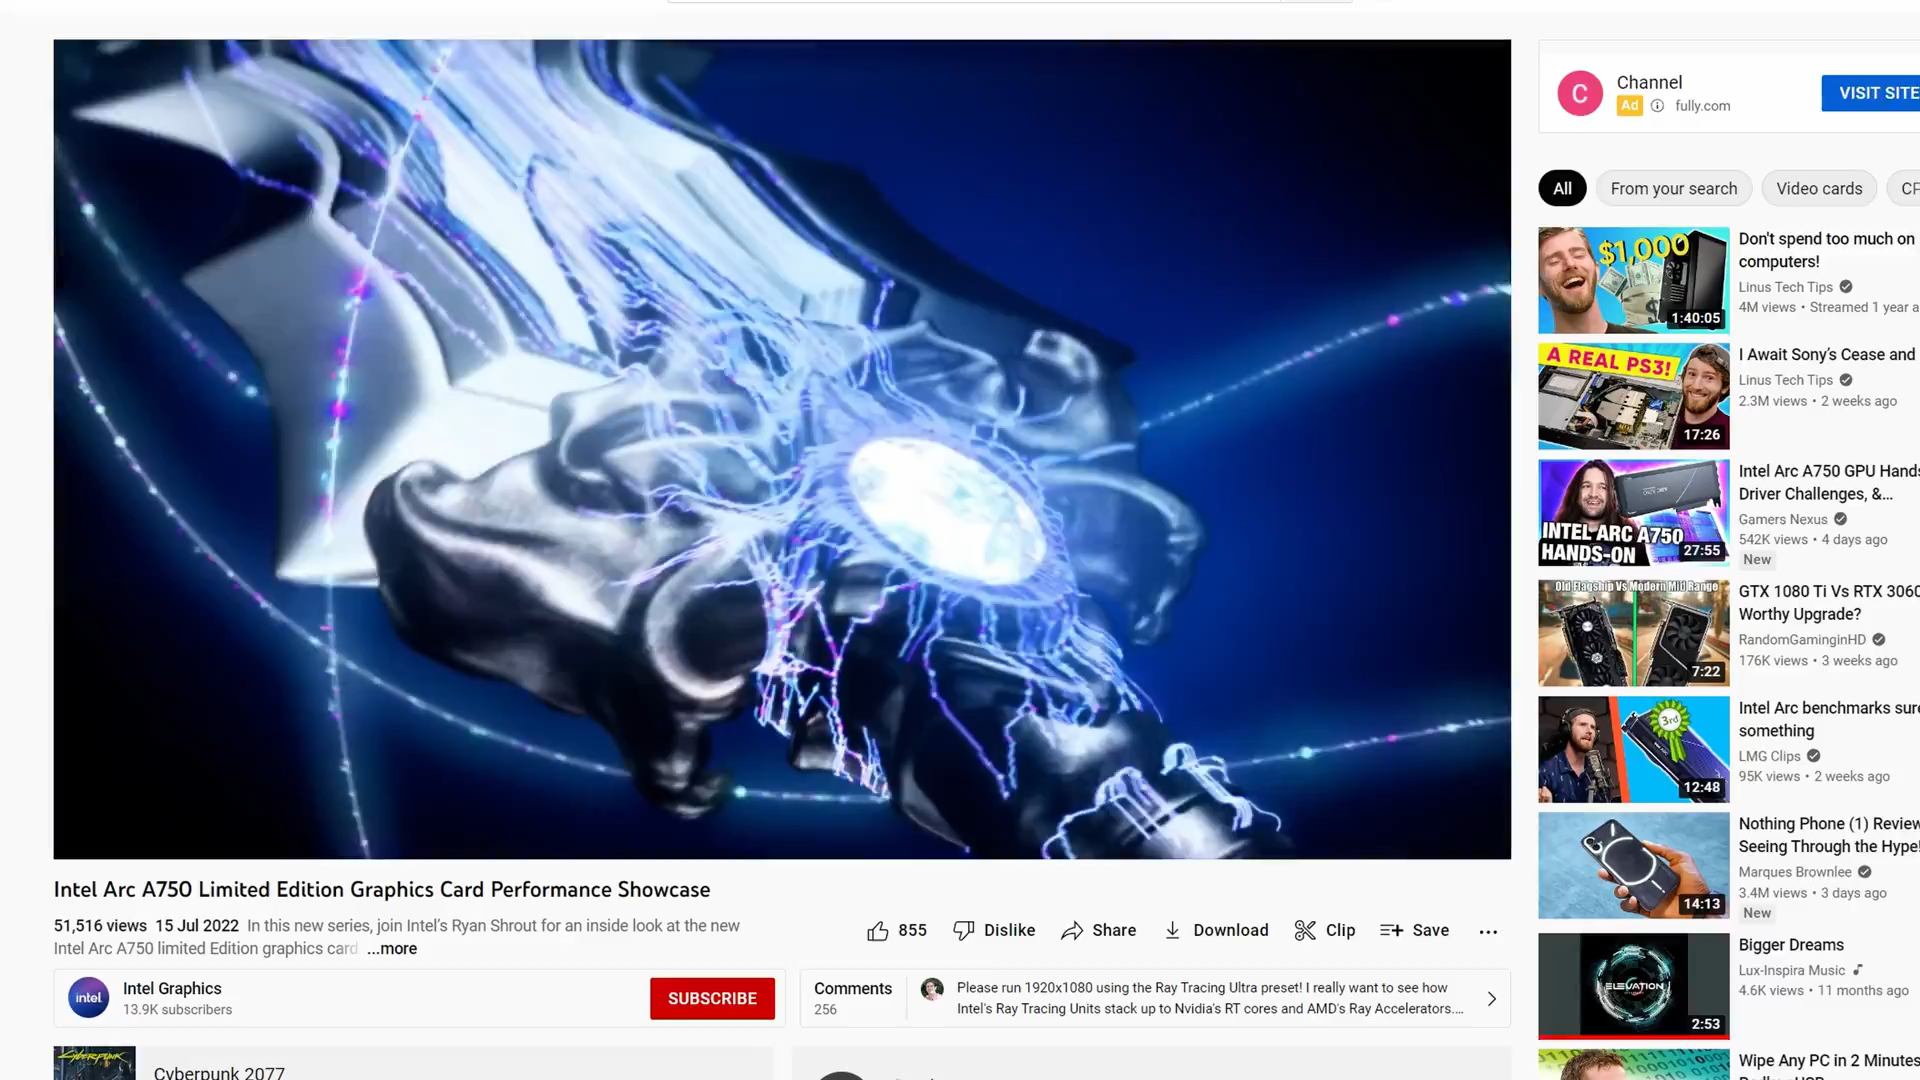 Intel Arc A750 Limited Edition Graphics Card Performance Showcase
51,516 views 15 Jul 2022 In this new series, join Intel's Ryan Shrout for an inside look at the new
Intel Arc A750 limited Edition graphics card ...more
855 Dislike Share Download Clip Save
intel
Intel Graphics
13.9K subscribers
SUBSCRIBE
Comments
256
Please run 1920x1080 using the Ray Tracing Ultra preset! I really want to see how
Intel's Ray Tracing Units stack up to Nvidia's RT cores and AMD's Ray Accelerators....
CYBERPUNK
Cyberpunk 2077
C
Channel
Ad fully.com
VISIT SITE
All From your search Video cards
$1,000
1:40:05
Don't spend too much on
computers!
Linus Tech Tips
4M views • Streamed 1 year a
A REAL PS3!
17:26
I Await Sony's Cease and
Linus Tech Tips
2.3M views • 2 weeks ago
INTEL ARC A750
HANDS-ON
27:55
Intel Arc A750 GPU Hands
Driver Challenges, &...
Gamers Nexus
542K views • 4 days ago
New
Old Flagship Vs Modern Mid Range
7:22
GTX 1080 Ti Vs RTX 3060
Worthy Upgrade?
RandomGaminginHD
176K views • 3 weeks ago
3rd
12:48
Intel Arc benchmarks sure
something
LMG Clips
95K views • 2 weeks ago
14:13
Nothing Phone (1) Review
Seeing Through the Hype!
Marques Brownlee
3.4M views • 3 days ago
New
ELEVATION
2:53
Bigger Dreams
Lux-Inspira Music
4.6K views • 11 months ago
Wipe Any PC in 2 Minutes